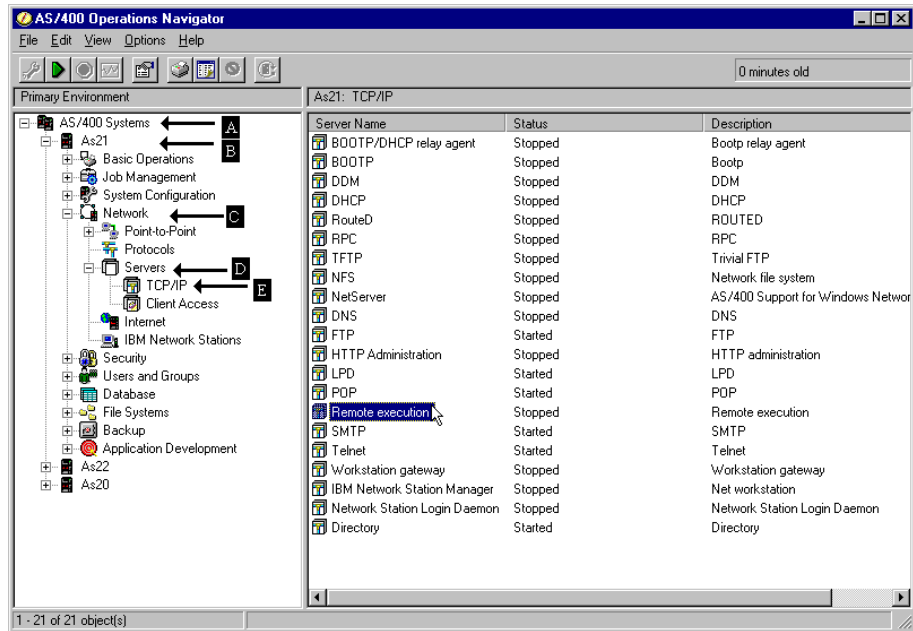 AS/400 Operations Navigator
File Edit View Options Help
0 minutes old
Primary Environment
As21: TCP/IP
AS/400 Systems A
As21 B
Basic Operations
Job Management
System Configuration
Network C
Point-to-Point
Protocols
Servers D
TCP/IP E
Client Access
Internet
IBM Network Stations
Security
Users and Groups
Database
File Systems
Backup
Application Development
As22
As20
Server Name Status Description
BOOTP/DHCP relay agent Stopped Bootp relay agent
BOOTP Stopped Bootp
DDM Stopped DDM
DHCP Stopped DHCP
RouteD Stopped ROUTED
RPC Stopped RPC
TFTP Stopped Trivial FTP
NFS Stopped Network file system
NetServer Stopped AS/400 Support for Windows Networ
DNS Stopped DNS
FTP Started FTP
HTTP Administration Stopped HTTP administration
LPD Started LPD
POP Started POP
Remote execution Stopped Remote execution
SMTP Started SMTP
Telnet Started Telnet
Workstation gateway Stopped Workstation gateway
IBM Network Station Manager Stopped Net workstation
Network Station Login Daemon Stopped Network Station Login Daemon
Directory Started Directory
1 - 21 of 21 object(s)